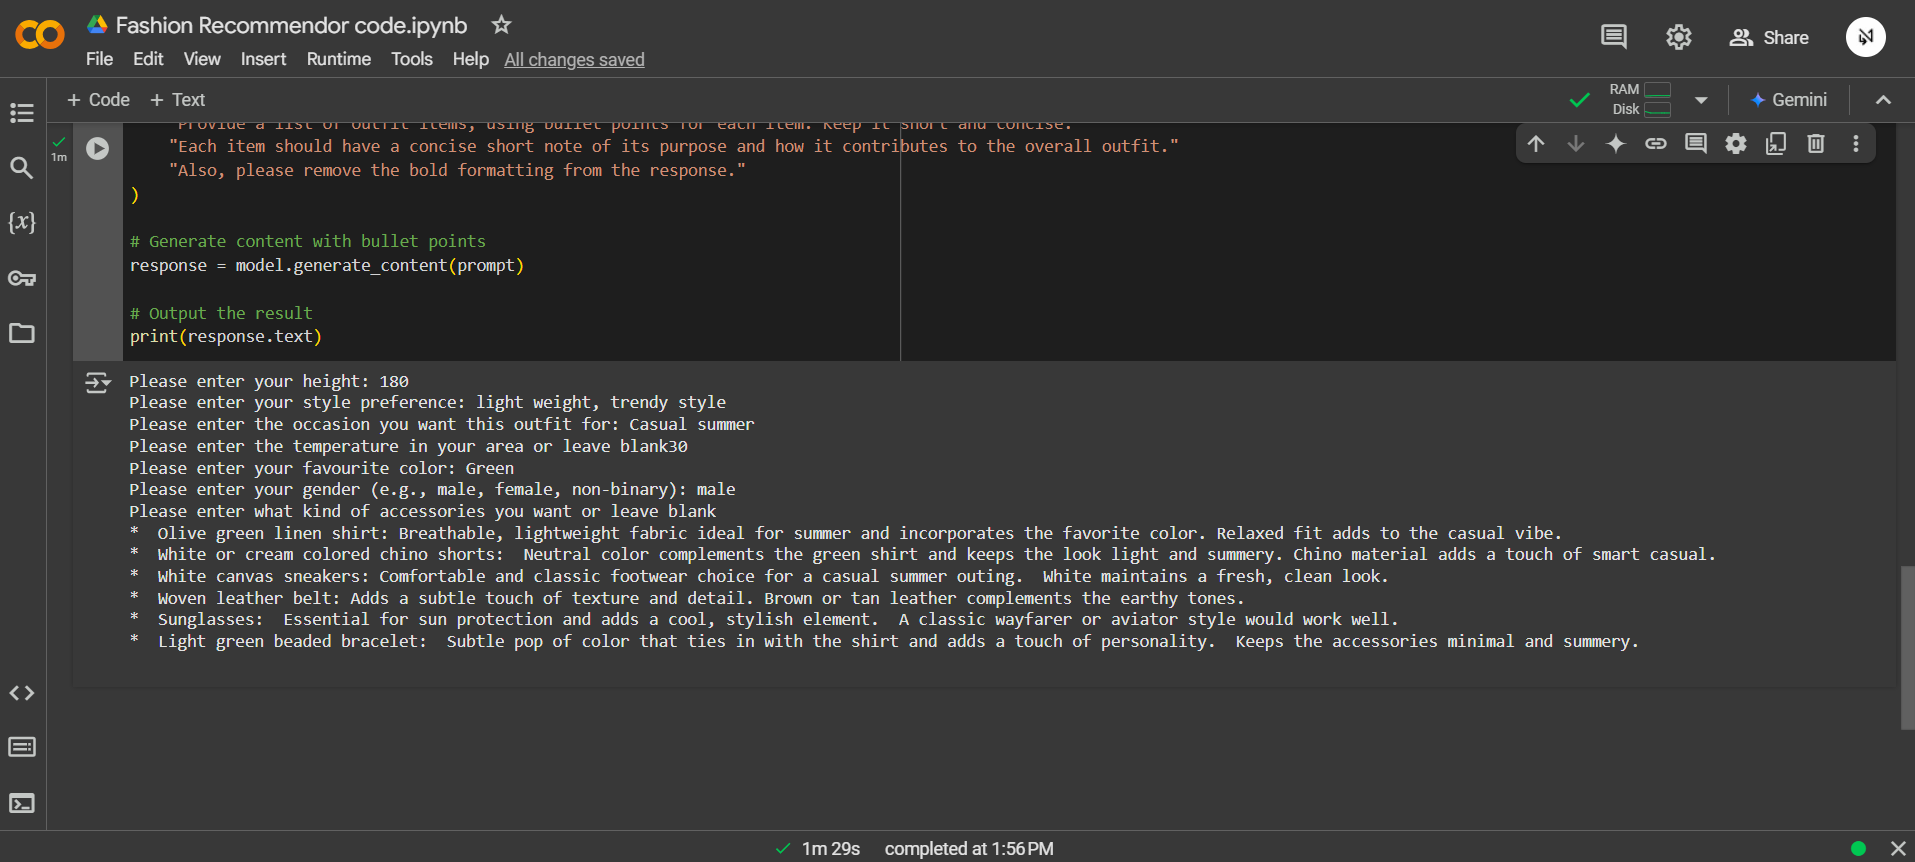 Fashion Recommendor code.ipynb
File Edit View Insert Runtime Tools Help All changes saved
Share
+ Code + Text
RAM
Disk
Gemini
1m
"Provide a list of outfit items, using bullet points for each item. Keep it short and concise.
"Each item should have a concise short note of its purpose and how it contributes to the overall outfit."
"Also, please remove the bold formatting from the response."
)
# Generate content with bullet points
response = model.generate_content(prompt)
# Output the result
print(response.text)
Please enter your height: 180
Please enter your style preference: light weight, trendy style
Please enter the occasion you want this outfit for: Casual summer
Please enter the temperature in your area or leave blank30
Please enter your favourite color: Green
Please enter your gender (e.g., male, female, non-binary): male
Please enter what kind of accessories you want or leave blank
* Olive green linen shirt: Breathable, lightweight fabric ideal for summer and incorporates the favorite color. Relaxed fit adds to the casual vibe.
* White or cream colored chino shorts: Neutral color complements the green shirt and keeps the look light and summery. Chino material adds a touch of smart casual.
* White canvas sneakers: Comfortable and classic footwear choice for a casual summer outing. White maintains a fresh, clean look.
* Woven leather belt: Adds a subtle touch of texture and detail. Brown or tan leather complements the earthy tones.
* Sunglasses: Essential for sun protection and adds a cool, stylish element. A classic wayfarer or aviator style would work well.
* Light green beaded bracelet: Subtle pop of color that ties in with the shirt and adds a touch of personality. Keeps the accessories minimal and summery.
1m 29s completed at 1:56 PM